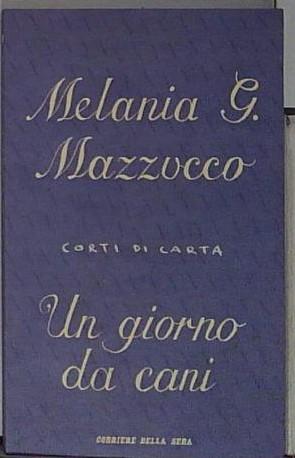 Melania G.
Mazzucco
CORTI DI CARTA
Un giorno
da cani
CORRIERE DELLA SERA